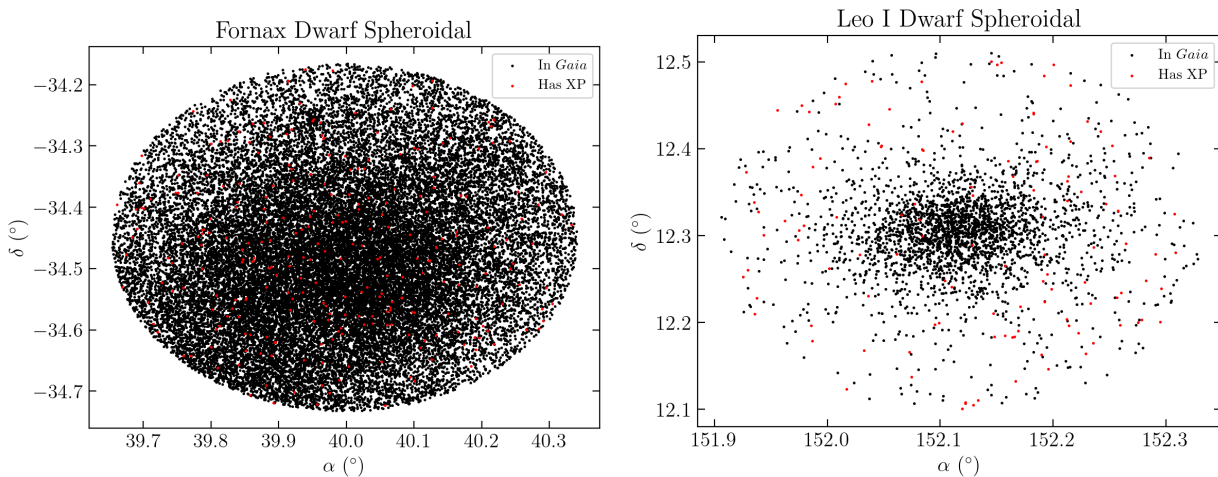 Fornax Dwarf Spheroidal
In Gaia
Has XP
−34.2
−34.3
−34.4
−34.5
−34.6
−34.7
δ (°)
39.7 39.8 39.9 40.0 40.1 40.2 40.3
α (°)
Leo I Dwarf Spheroidal
In Gaia
Has XP
12.5
12.4
12.3
12.2
12.1
δ (°)
151.9 152.0 152.1 152.2 152.3
α (°)